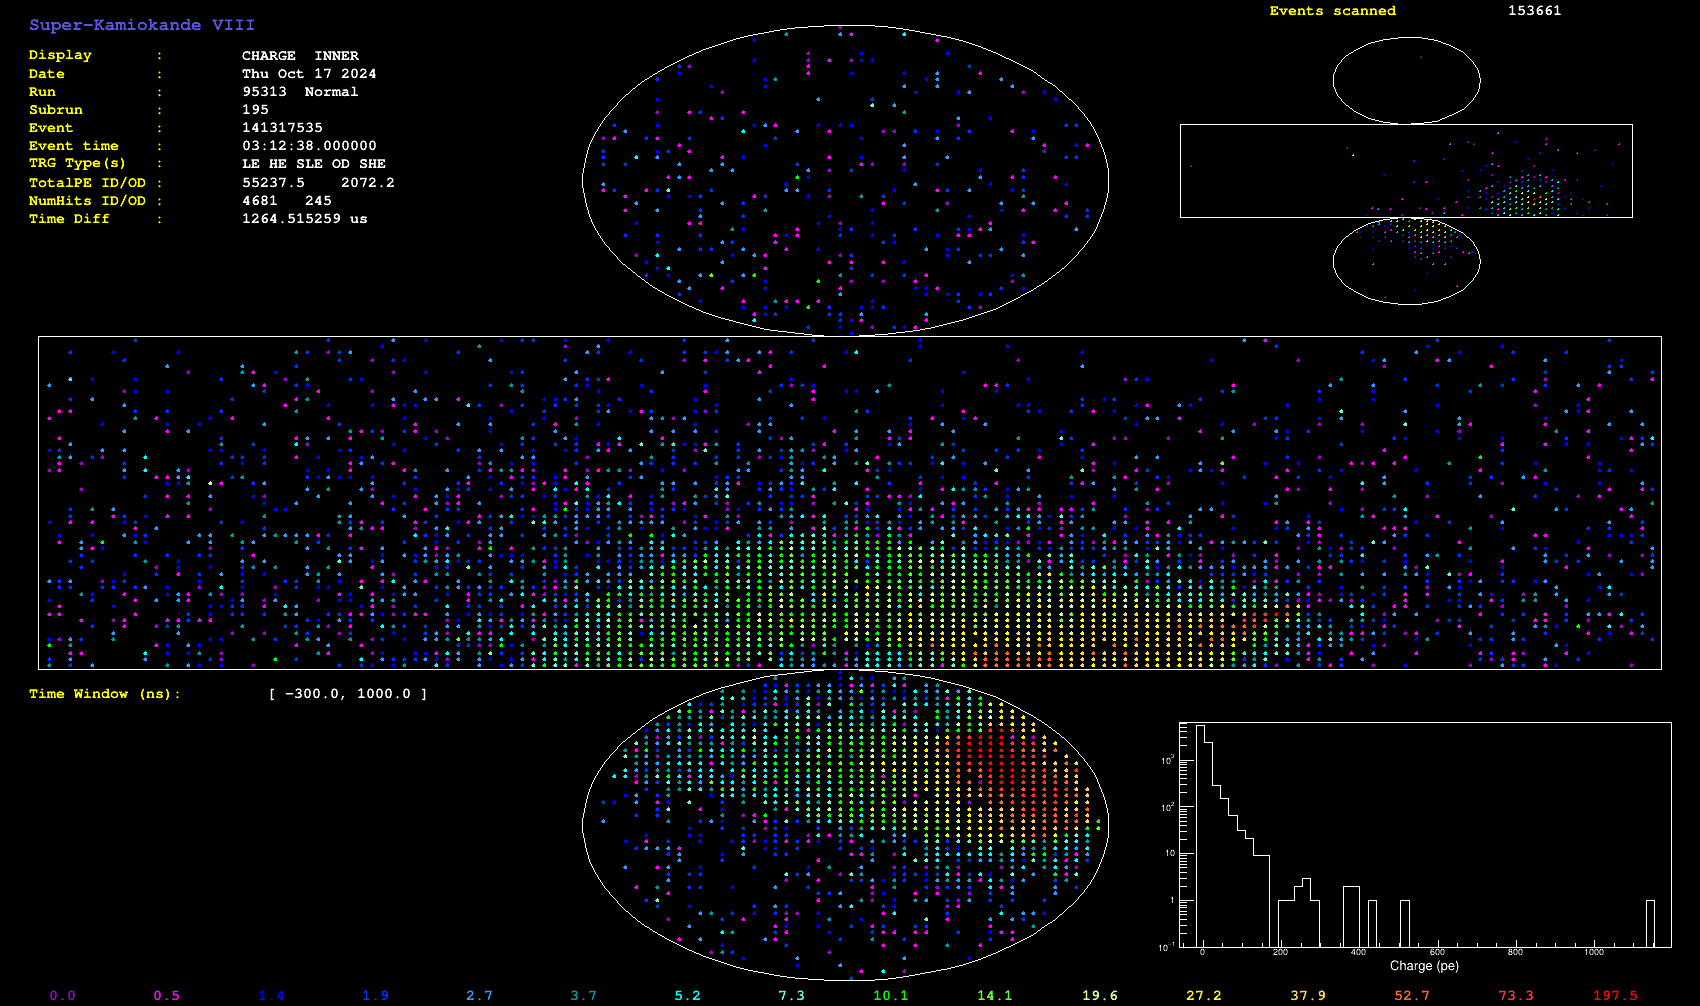 Super-Kamiokande VIII
Display : CHARGE INNER
Date : Thu Oct 17 2024
Run : 95313 Normal
Subrun : 195
Event : 141317535
Event time : 03:12:38.000000
TRG Type(s) : LE HE SLE OD SHE
TotalPE ID/OD : 55237.5 2072.2
NumHits ID/OD : 4681 245
Time Diff : 1264.515259 us
Events scanned 153661
Time Window (ns): [ -300.0, 1000.0 ]
10³
10²
10
1
10⁻¹
0 200 400 600 800 1000
Charge (pe)
0.0 0.5 1.4 1.9 2.7 3.7 5.2 7.3 10.1 14.1 19.6 27.2 37.9 52.7 73.3 197.5